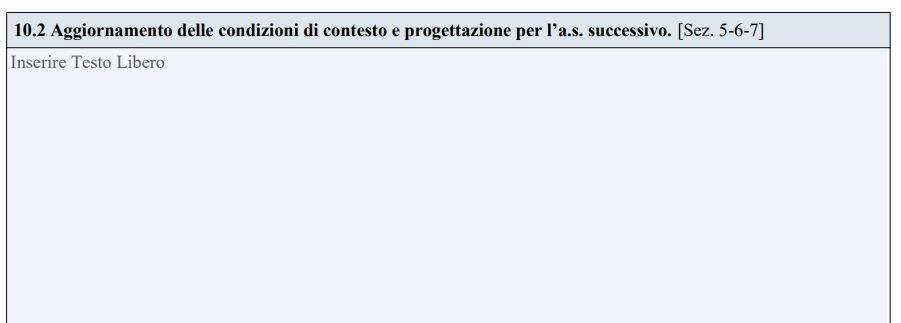 10.2 Aggiornamento delle condizioni di contesto e progettazione per l’a.s. successivo. [Sez. 5-6-7]
Inserire Testo Libero